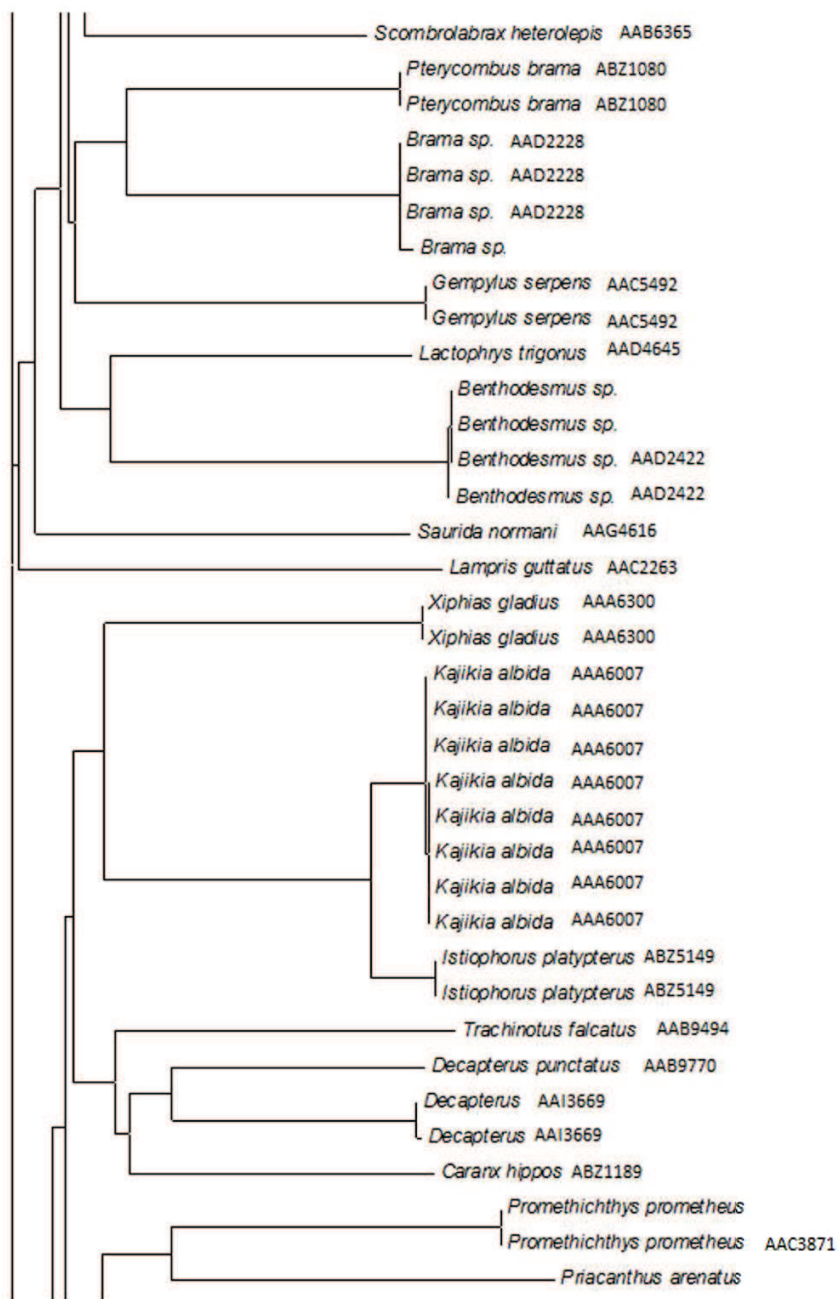 Scombrolabrax heterolepis AAB6365
Pterycombus brama ABZ1080
Pterycombus brama ABZ1080
Brama sp. AAD2228
Brama sp. AAD2228
Brama sp. AAD2228
Brama sp.
Gempylus serpens AAC5492
Gempylus serpens AAC5492
Lactophrys trigonus AAD4645
Benthodesmus sp.
Benthodesmus sp.
Benthodesmus sp. AAD2422
Benthodesmus sp. AAD2422
Saurida normani AAG4616
Lampris guttatus AAC2263
Xiphias gladius AAA6300
Xiphias gladius AAA6300
Kajikia albida AAA6007
Kajikia albida AAA6007
Kajikia albida AAA6007
Kajikia albida AAA6007
Kajikia albida AAA6007
Kajikia albida AAA6007
Kajikia albida AAA6007
Kajikia albida AAA6007
Istiophorus platypterus ABZ5149
Istiophorus platypterus ABZ5149
Trachinotus falcatus AAB9494
Decapterus punctatus AAB9770
Decapterus AAI3669
Decapterus AAI3669
Caranx hippos ABZ1189
Promethichthys prometheus
Promethichthys prometheus AAC3871
Priacanthus arenatus